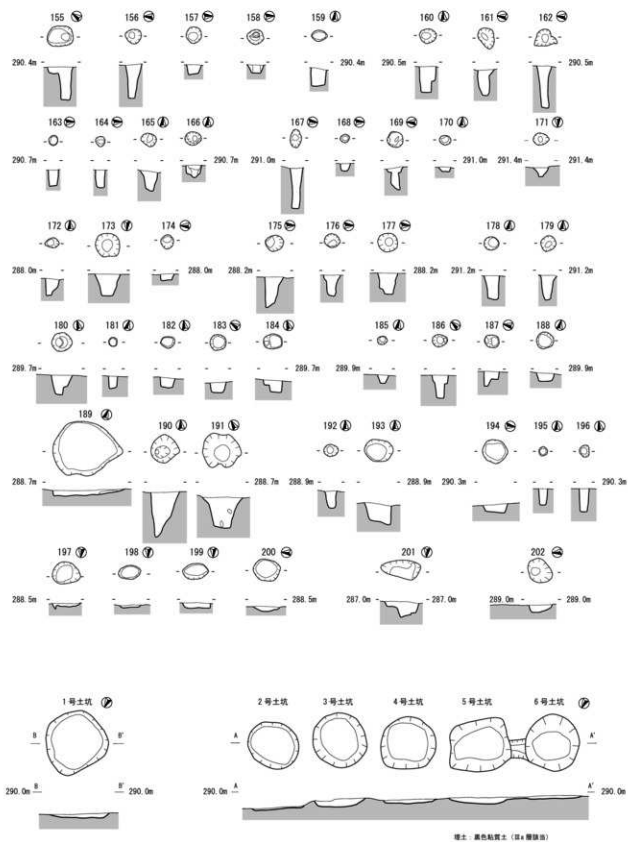 155 156 157 158 159 160 161 162
290.4m 290.4m 290.5m 290.5m
163 164 165 166 167 168 169 170 171
290.7m 290.7m 291.0m 291.0m 291.4m 291.4m
172 173 174 175 176 177 178 179
288.0m 288.0m 288.2m 288.2m 291.2m 291.2m
180 181 182 183 184 185 186 187 188
289.7m 289.7m 289.9m 289.9m
189 190 191 192 193 194 195 196
288.7m 288.7m 288.9m 288.9m 290.3m 290.3m
197 198 199 200 201 202
288.5m 288.5m 287.0m 287.0m 289.0m 289.0m
1号土坑 2号土坑 3号土坑 4号土坑 5号土坑 6号土坑
B B' A A'
B B' A A'
290.0m 290.0m 290.0m 290.0m
埋土:黒色粘質土(Ⅲa層該当)